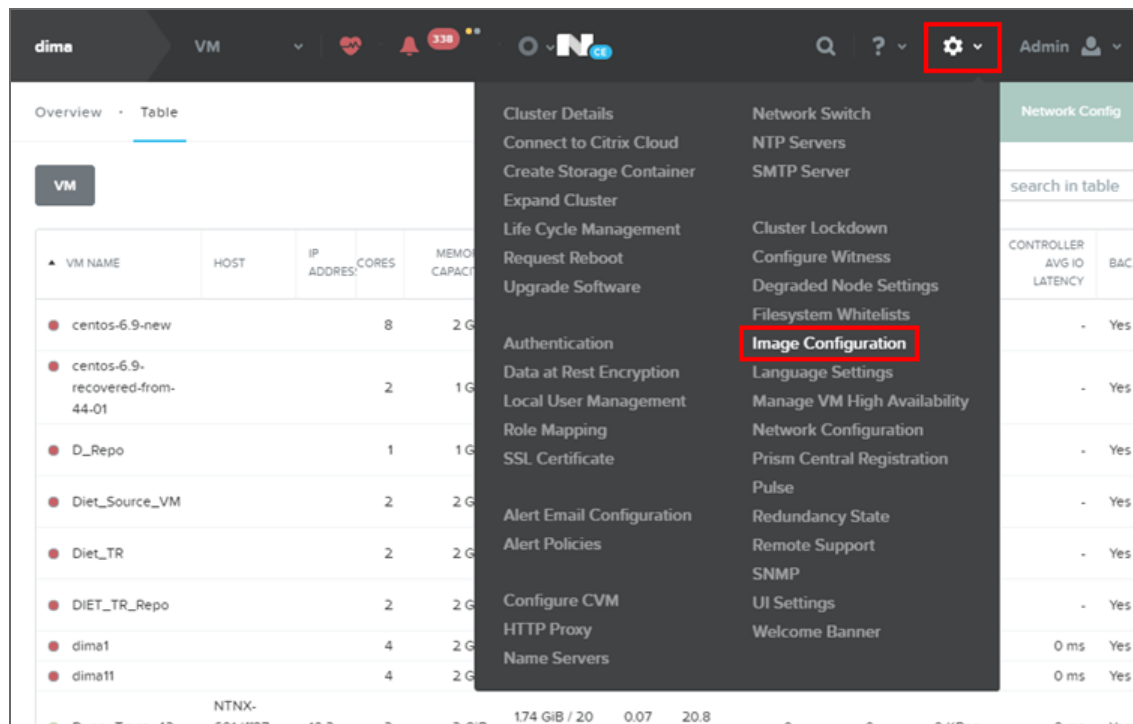 dima
VM
338
N CE
?
Admin
Overview · Table
Network Config
VM
search in table
VM NAME
HOST
IP ADDRES
CORES
MEMO
CAPACI
CONTROLLER
AVG IO
LATENCY
BAC
centos-6.9-new
8
2 G
- Yes
centos-6.9-
recovered-from-
44-01
2
1 G
- Yes
D_Repo
1
1 G
- Yes
Diet_Source_VM
2
2 G
- Yes
Diet_TR
2
2 G
- Yes
DIET_TR_Repo
2
2 G
- Yes
dima1
4
2 G
0 ms Yes
dima11
4
2 G
0 ms Yes
NTNX-
1.74 GiB / 20
0.07
20.8
Cluster Details
Connect to Citrix Cloud
Create Storage Container
Expand Cluster
Life Cycle Management
Request Reboot
Upgrade Software
Authentication
Data at Rest Encryption
Local User Management
Role Mapping
SSL Certificate
Alert Email Configuration
Alert Policies
Configure CVM
HTTP Proxy
Name Servers
Network Switch
NTP Servers
SMTP Server
Cluster Lockdown
Configure Witness
Degraded Node Settings
Filesystem Whitelists
Image Configuration
Language Settings
Manage VM High Availability
Network Configuration
Prism Central Registration
Pulse
Redundancy State
Remote Support
SNMP
UI Settings
Welcome Banner